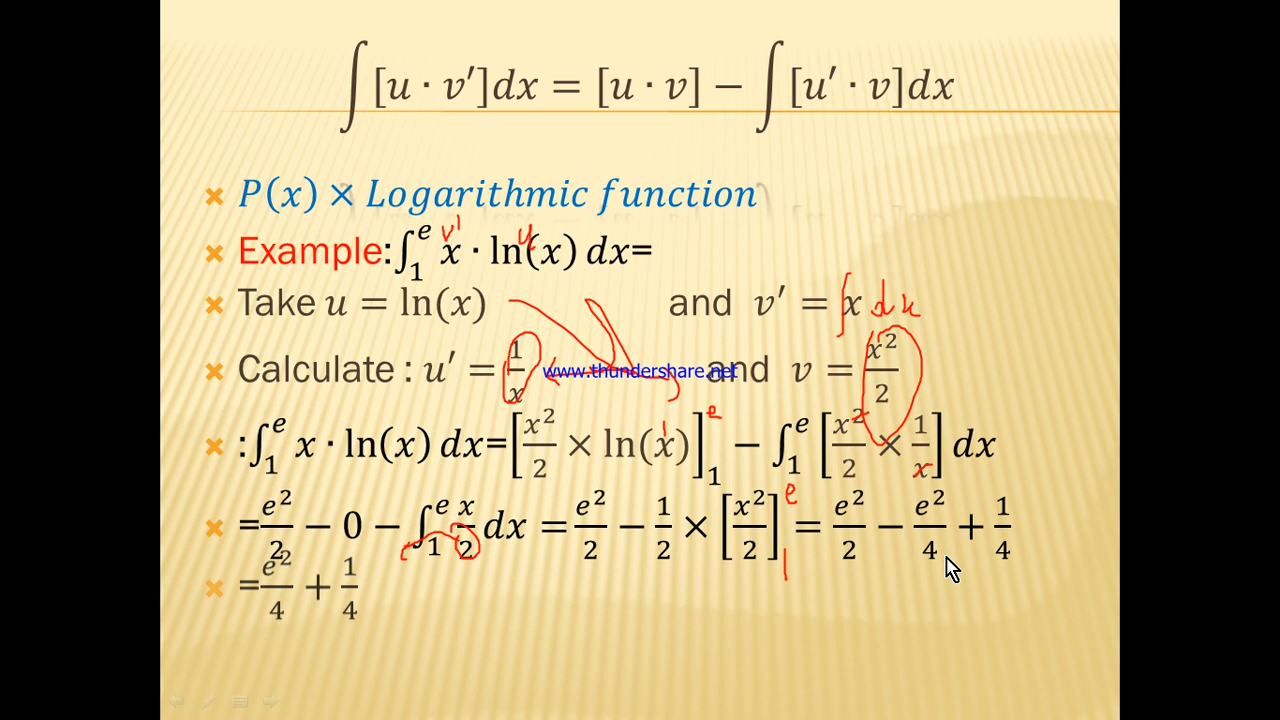 ∫[u · v′]dx = [u · v] − ∫[u′ · v]dx
P(x) × Logarithmic function
v' u
Example:∫₁ᵉ x · ln(x) dx=
Take u = ln(x) and v′ = ∫x dx
Calculate : u′ = 1/x and v = x²/2
www.thundershare.net
:∫₁ᵉ x · ln(x) dx=[x²/2 × ln(x)]₁ᵉ − ∫₁ᵉ [x²/2 × 1/x] dx
=e²/2 − 0 − ∫₁ᵉ x/2 dx = e²/2 − 1/2 × [x²/2]₁ᵉ = e²/2 − e²/4 + 1/4
=e²/4 + 1/4